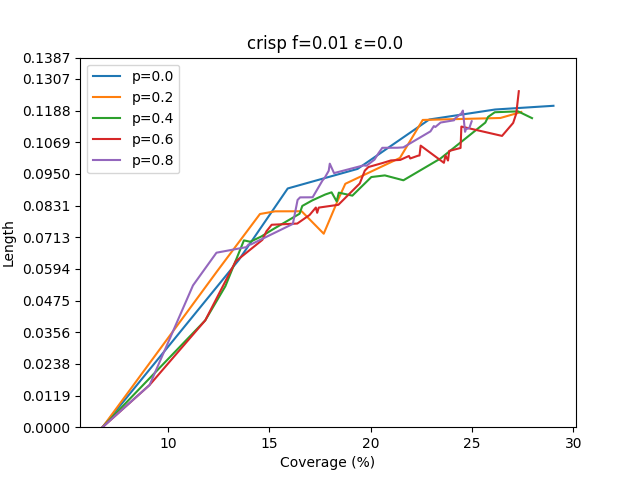 crisp f=0.01 ε=0.0
0.1387
0.1307
0.1188
0.1069
0.0950
0.0831
0.0713
0.0594
0.0475
0.0356
0.0238
0.0119
0.0000
Length
p=0.0
p=0.2
p=0.4
p=0.6
p=0.8
10 15 20 25 30
Coverage (%)